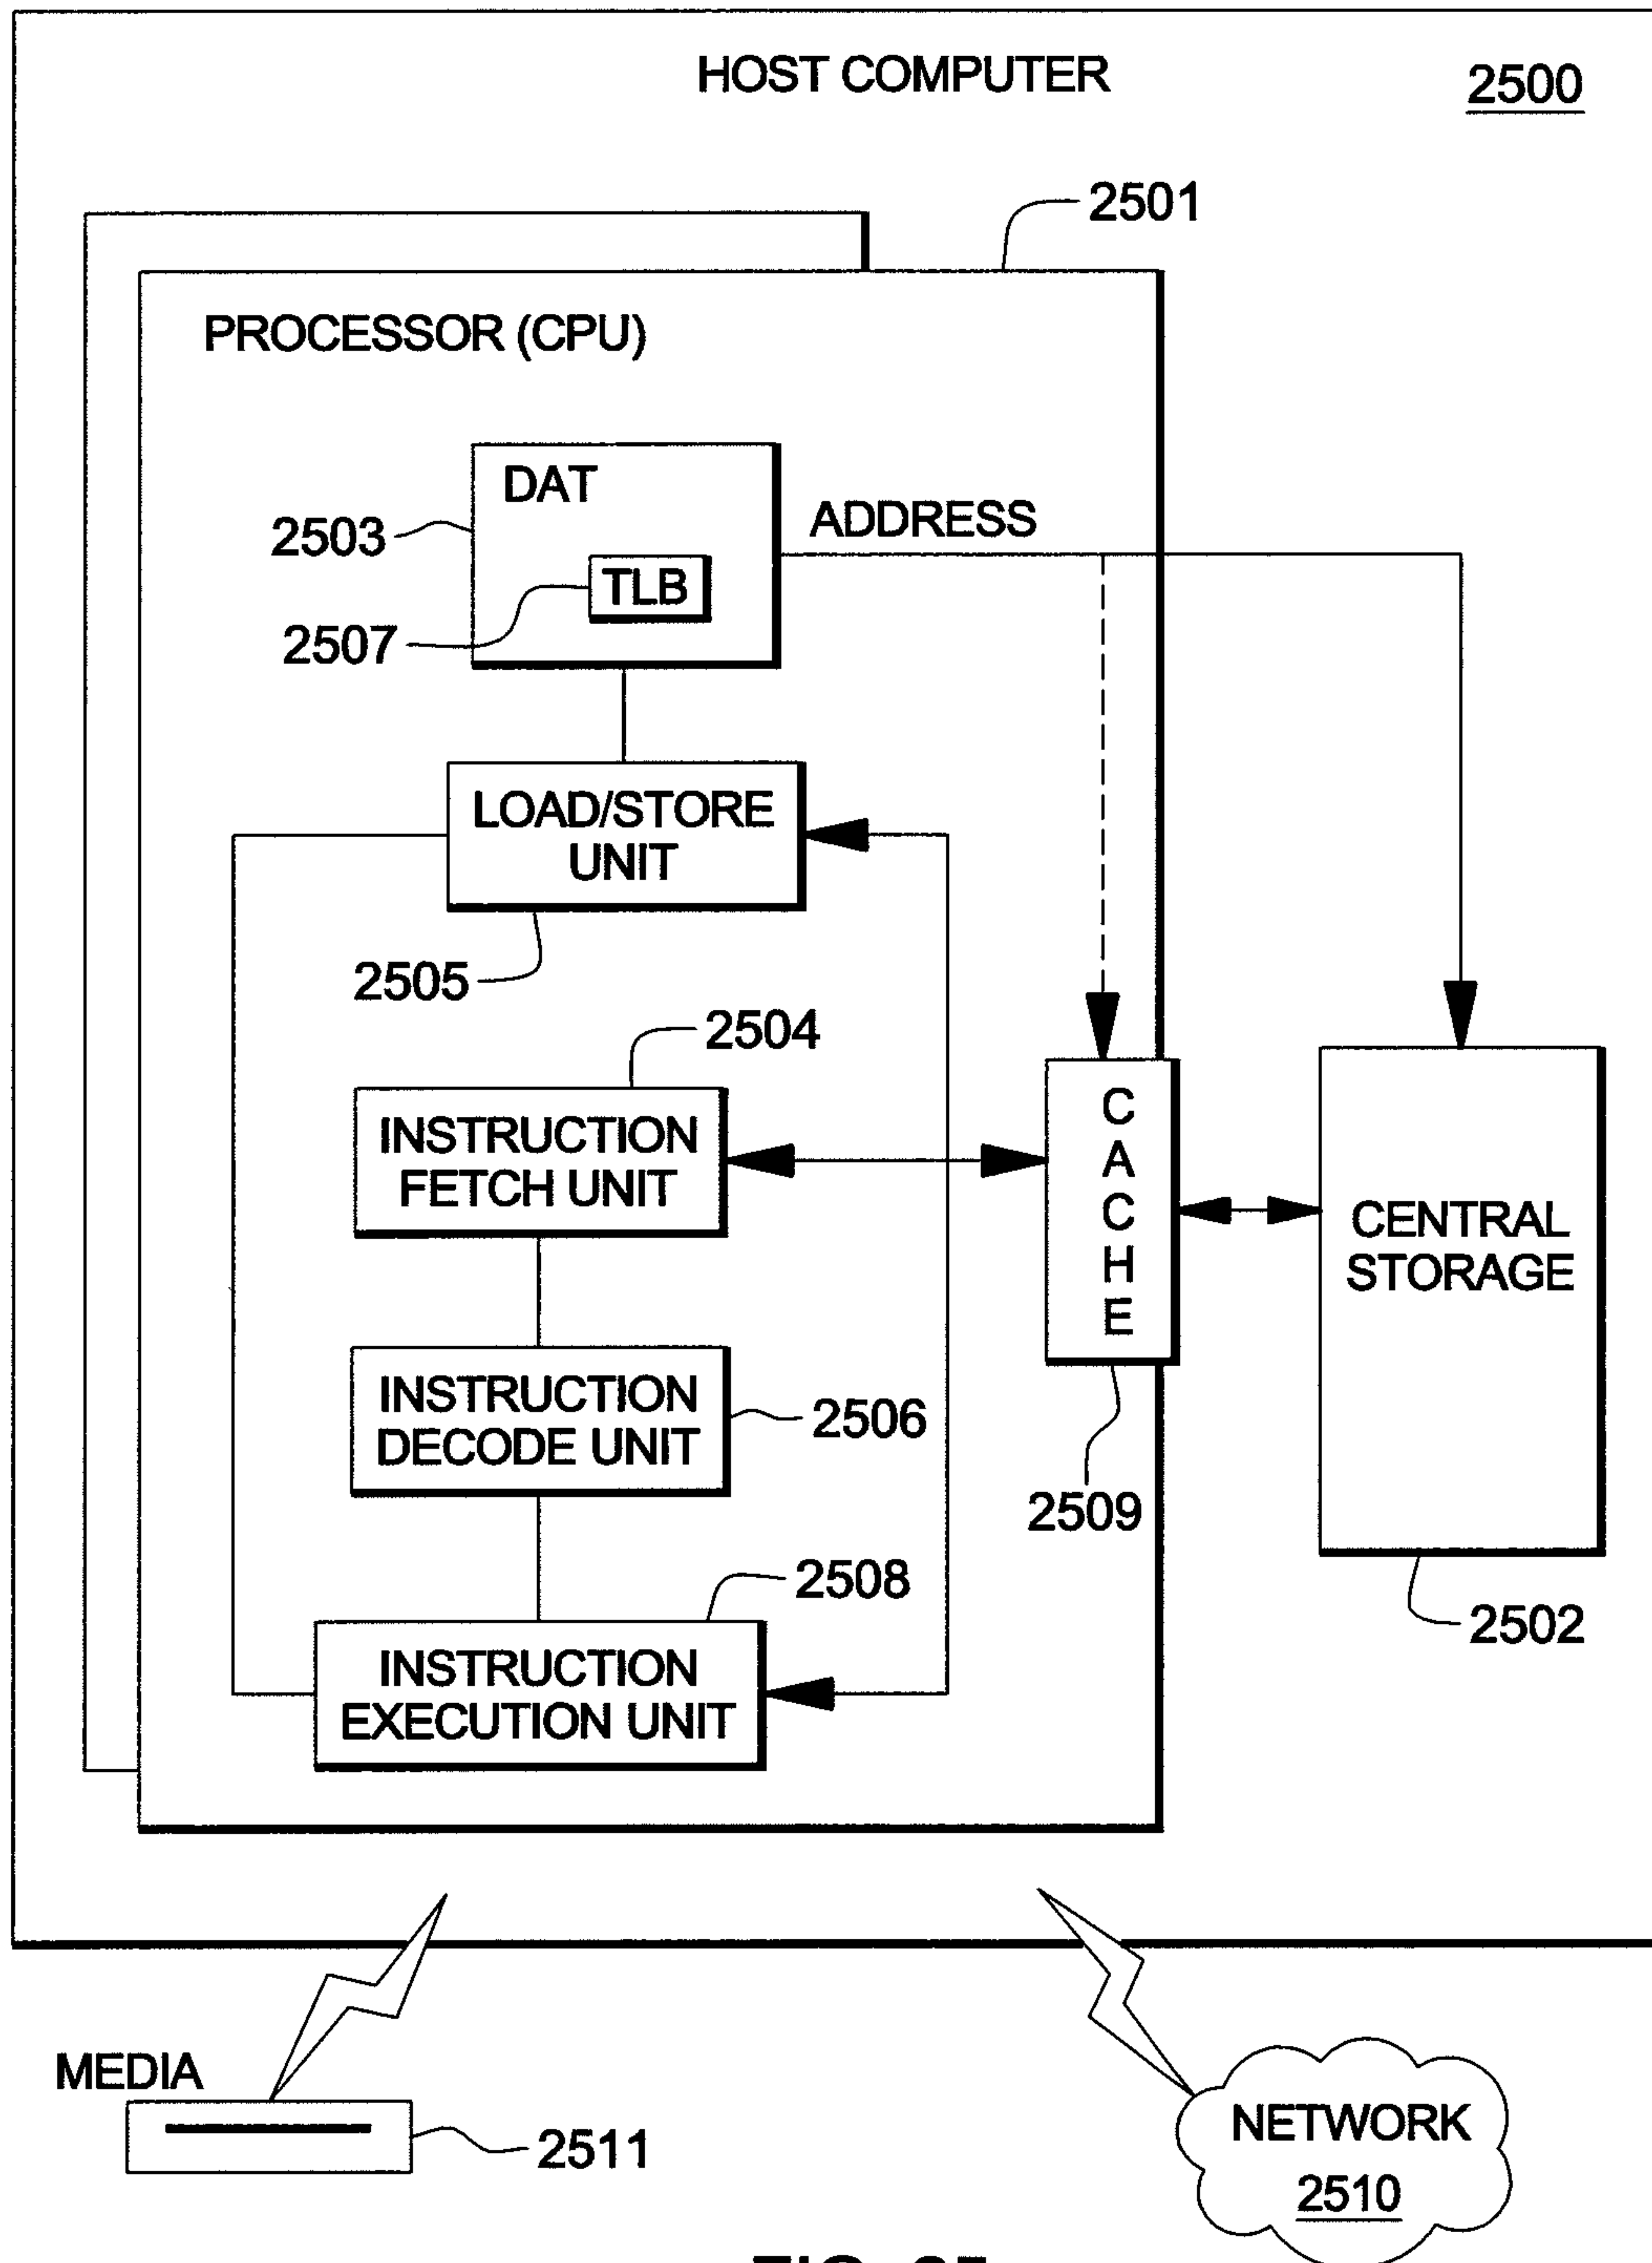 HOST COMPUTER
2500
2501
PROCESSOR (CPU)
DAT
ADDRESS
2503
TLB
2507
LOAD/STORE
UNIT
2505
2504
INSTRUCTION
FETCH UNIT
C
A
C
H
E
CENTRAL
STORAGE
INSTRUCTION
DECODE UNIT
2506
2509
2508
2502
INSTRUCTION
EXECUTION UNIT
MEDIA
2511
NETWORK
2510